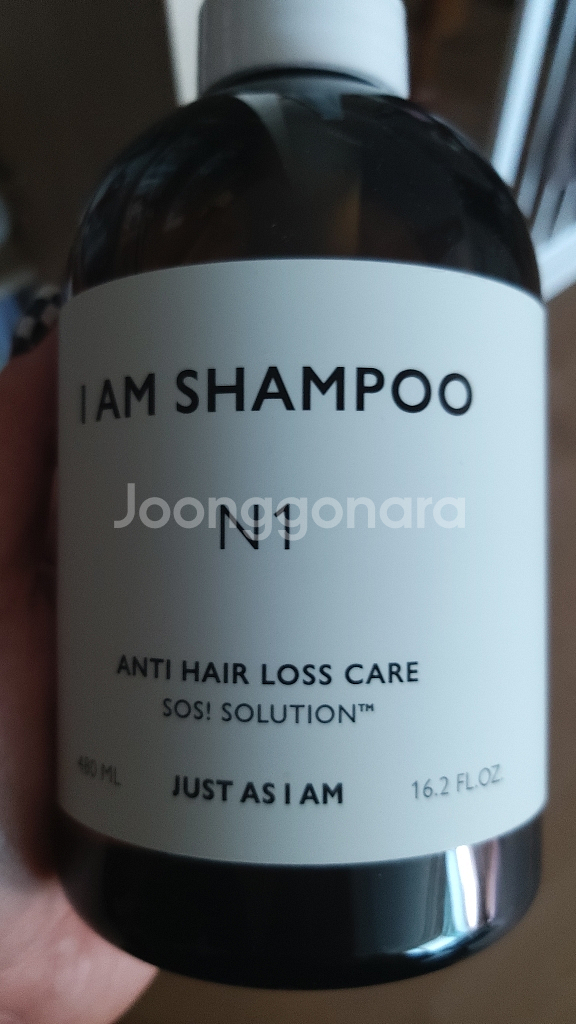 I AM SHAMPOO
Joonggonara
N1
ANTI HAIR LOSS CARE
SOS! SOLUTION™
480 ML
JUST AS I AM
16.2 FL.OZ.